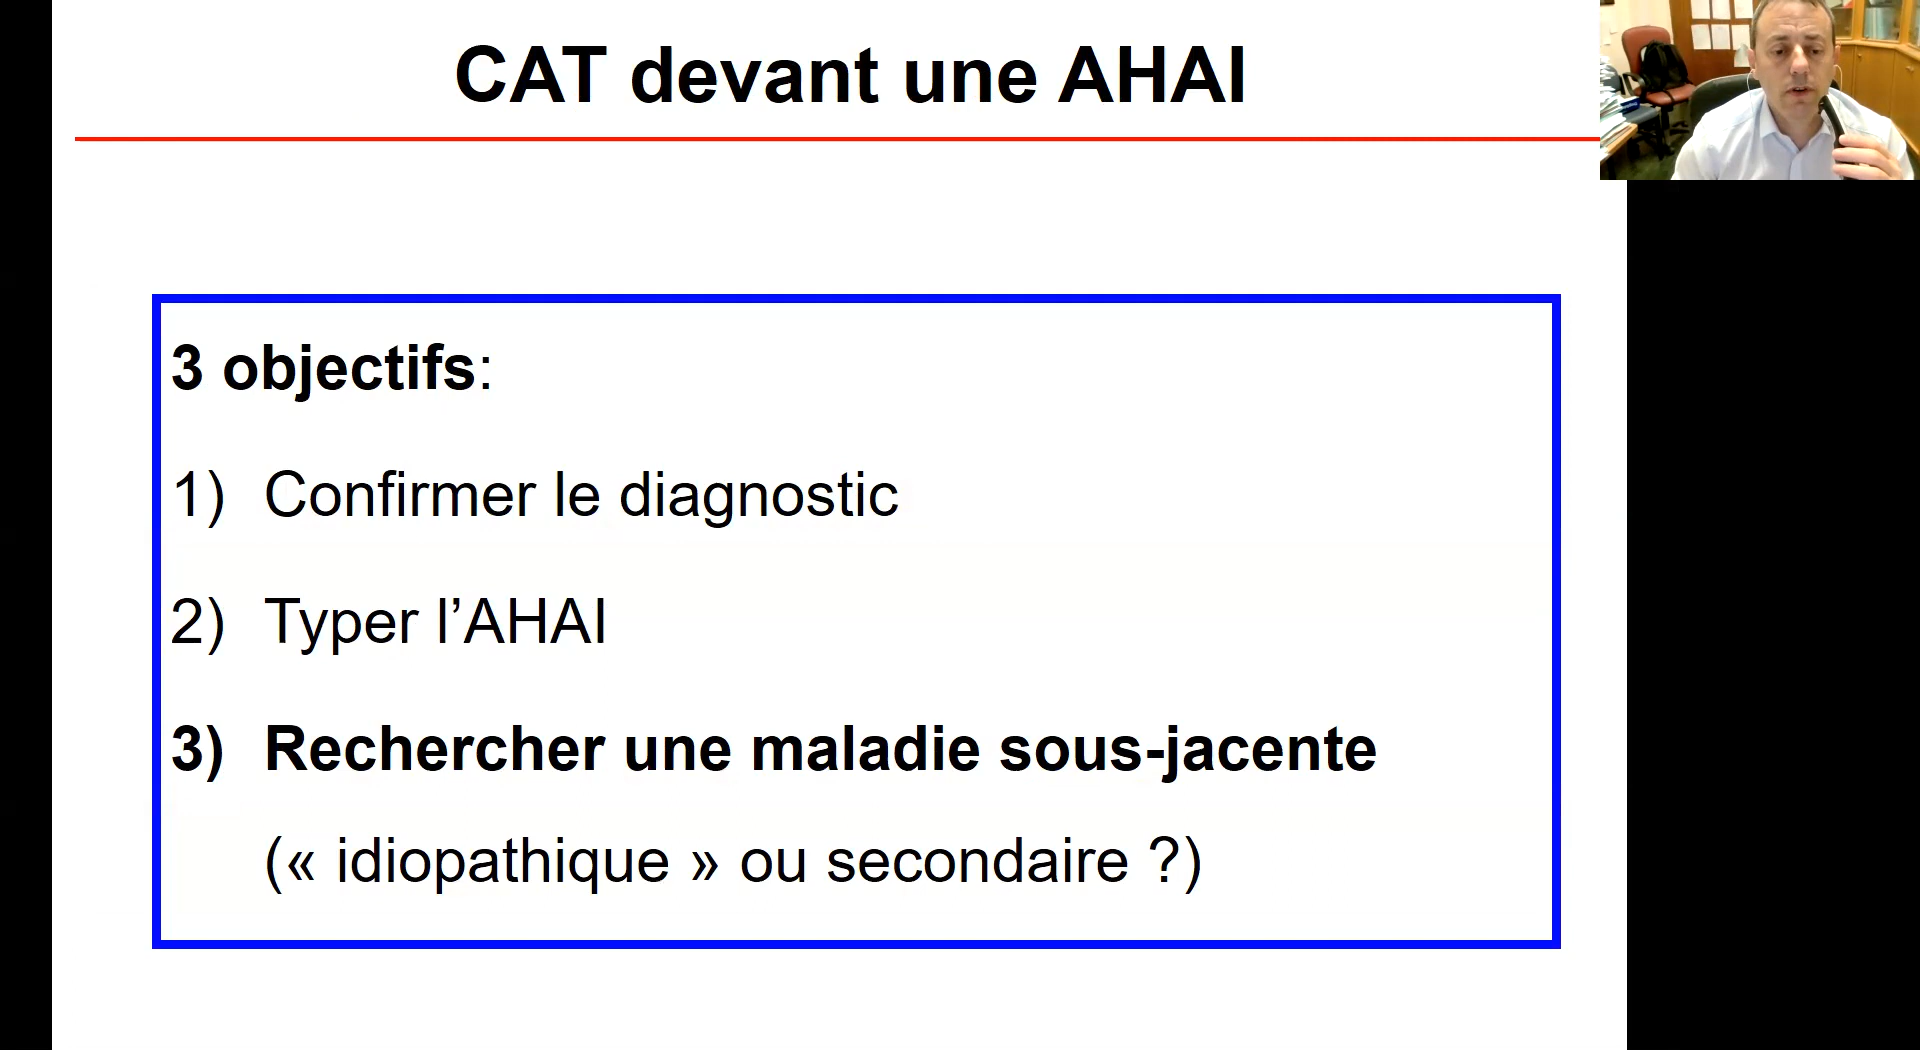 CAT devant une AHAI
3 objectifs:
1) Confirmer le diagnostic
2) Typer l’AHAI
3) Rechercher une maladie sous-jacente
(« idiopathique » ou secondaire ?)